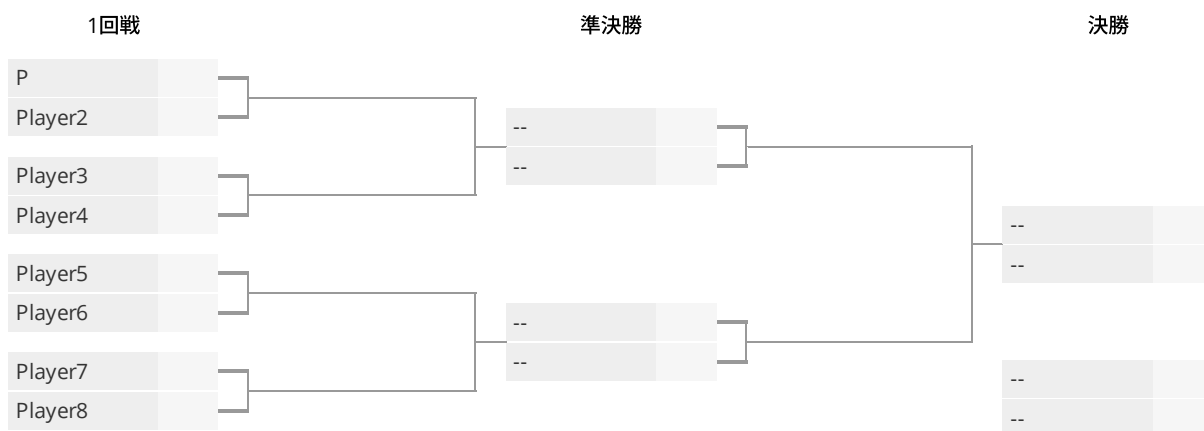 1回戦
準決勝
決勝
P
Player2
Player3
Player4
Player5
Player6
Player7
Player8
--
--
--
--
--
--
--
--